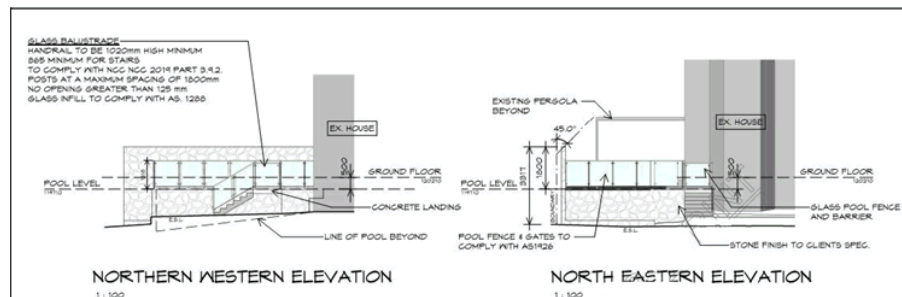 GLASS BALUSTRADE
HANDRAIL TO BE 1020mm HIGH MINIMUM
865 MINIMUM FOR STAIRS
TO COMPLY WITH NCC NCC 2019 PART 3.9.2.
POSTS AT A MAXIMUM SPACING OF 1800mm
NO OPENING GREATER THAN 125 mm
GLASS INFILL TO COMPLY WITH AS. 1288
EX. HOUSE
500
GROUND FLOOR
POOL LEVEL
CONCRETE LANDING
E.G.L.
LINE OF POOL BEYOND
NORTHERN WESTERN ELEVATION
1 : 100
EXISTING PERGOLA
BEYOND
45.0°
EX. HOUSE
3377
1800
500
GROUND FLOOR
POOL LEVEL
BOUNDARY
GLASS POOL FENCE
AND BARRIER
E.G.L.
POOL FENCE & GATES TO
COMPLY WITH AS1926
STONE FINISH TO CLIENTS SPEC.
NORTH EASTERN ELEVATION
1 : 100